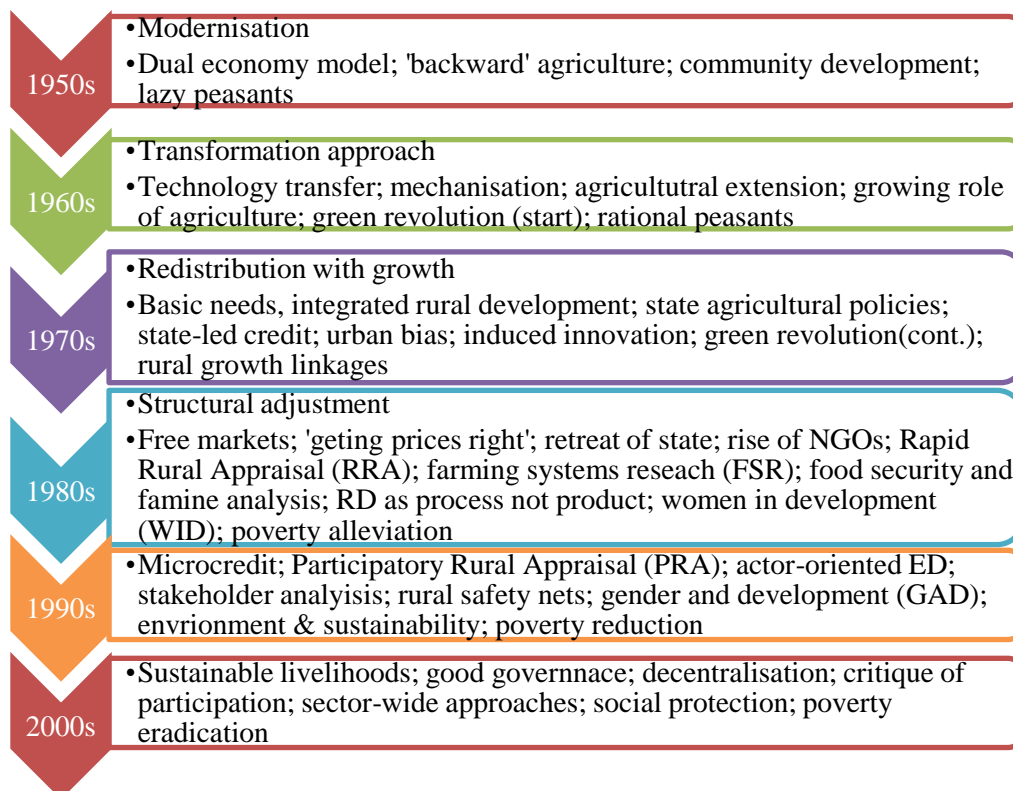 1950s
•Modernisation
•Dual economy model; 'backward' agriculture; community development;
lazy peasants
1960s
•Transformation approach
•Technology transfer; mechanisation; agricultutral extension; growing role
of agriculture; green revolution (start); rational peasants
1970s
•Redistribution with growth
•Basic needs, integrated rural development; state agricultural policies;
state-led credit; urban bias; induced innovation; green revolution(cont.);
rural growth linkages
1980s
•Structural adjustment
•Free markets; 'geting prices right'; retreat of state; rise of NGOs; Rapid
Rural Appraisal (RRA); farming systems reseach (FSR); food security and
famine analysis; RD as process not product; women in development
(WID); poverty alleviation
1990s
•Microcredit; Participatory Rural Appraisal (PRA); actor-oriented ED;
stakeholder analyisis; rural safety nets; gender and development (GAD);
envrionment & sustainability; poverty reduction
2000s
•Sustainable livelihoods; good governnace; decentralisation; critique of
participation; sector-wide approaches; social protection; poverty
eradication